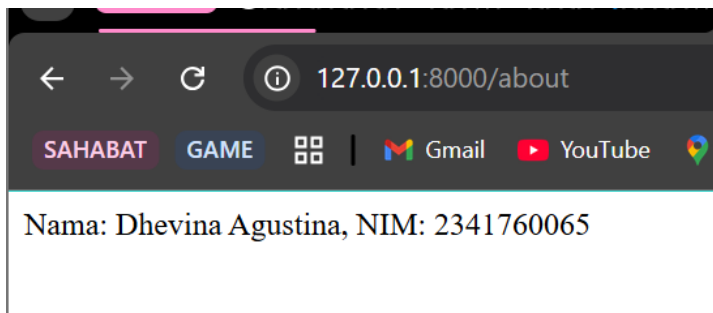 127.0.0.1:8000/about
SAHABAT GAME Gmail YouTube
Nama: Dhevina Agustina, NIM: 2341760065